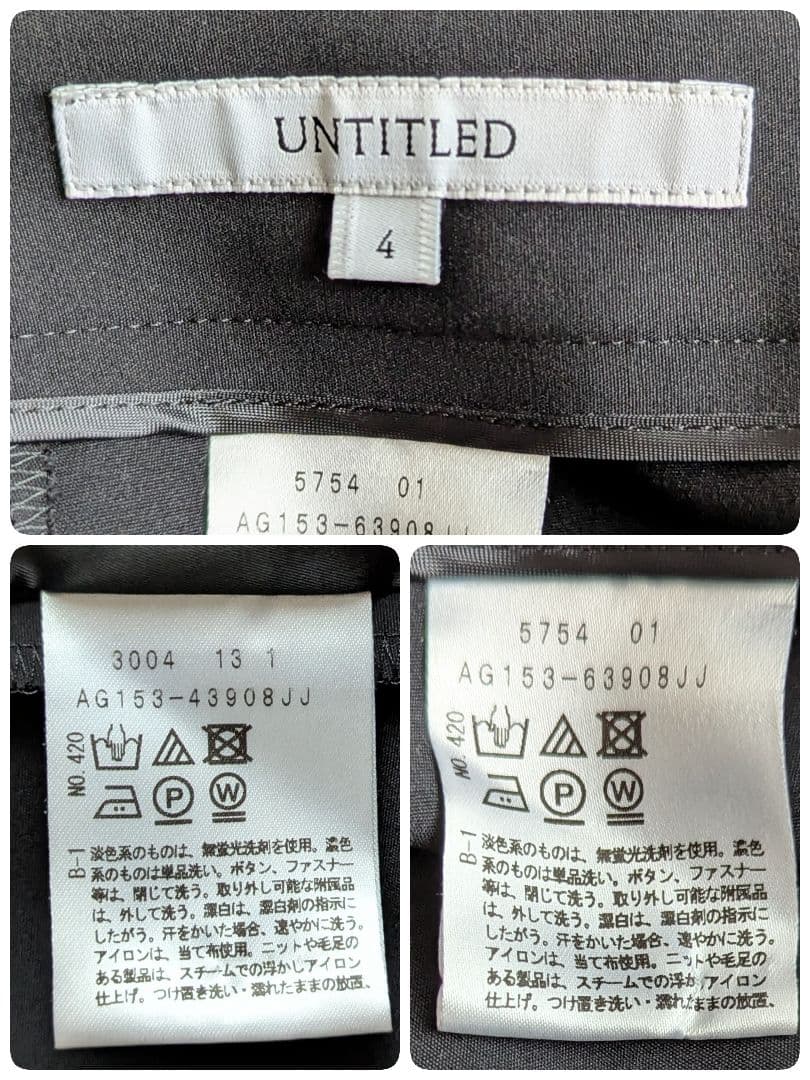 UNTITLED
4
5754 01
AG153-63908JJ
3004 13 1
AG153-43908JJ
NO. 420
P
W
B-1
淡色系のものは、無蛍光洗剤を使用。濃色
系のものは単品洗い。ボタン、ファスナー
等は、閉じて洗う。取り外し可能な附属品
は、外して洗う。漂白は、漂白剤の指示に
したがう。汗をかいた場合、速やかに洗う。
アイロンは、当て布使用。ニットや毛足の
ある製品は、スチームでの浮かしアイロン
仕上げ。つけ置き洗い・濡れたままの放置、
5754 01
AG153-63908JJ
NO. 420
P
W
B-1
淡色系のものは、無蛍光洗剤を使用。濃色
系のものは単品洗い。ボタン、ファスナー
等は、閉じて洗う。取り外し可能な附属品
は、外して洗う。漂白は、漂白剤の指示に
したがう。汗をかいた場合、速やかに洗う。
アイロンは、当て布使用。ニットや毛足の
ある製品は、スチームでの浮かしアイロン
仕上げ。つけ置き洗い・濡れたままの放置、